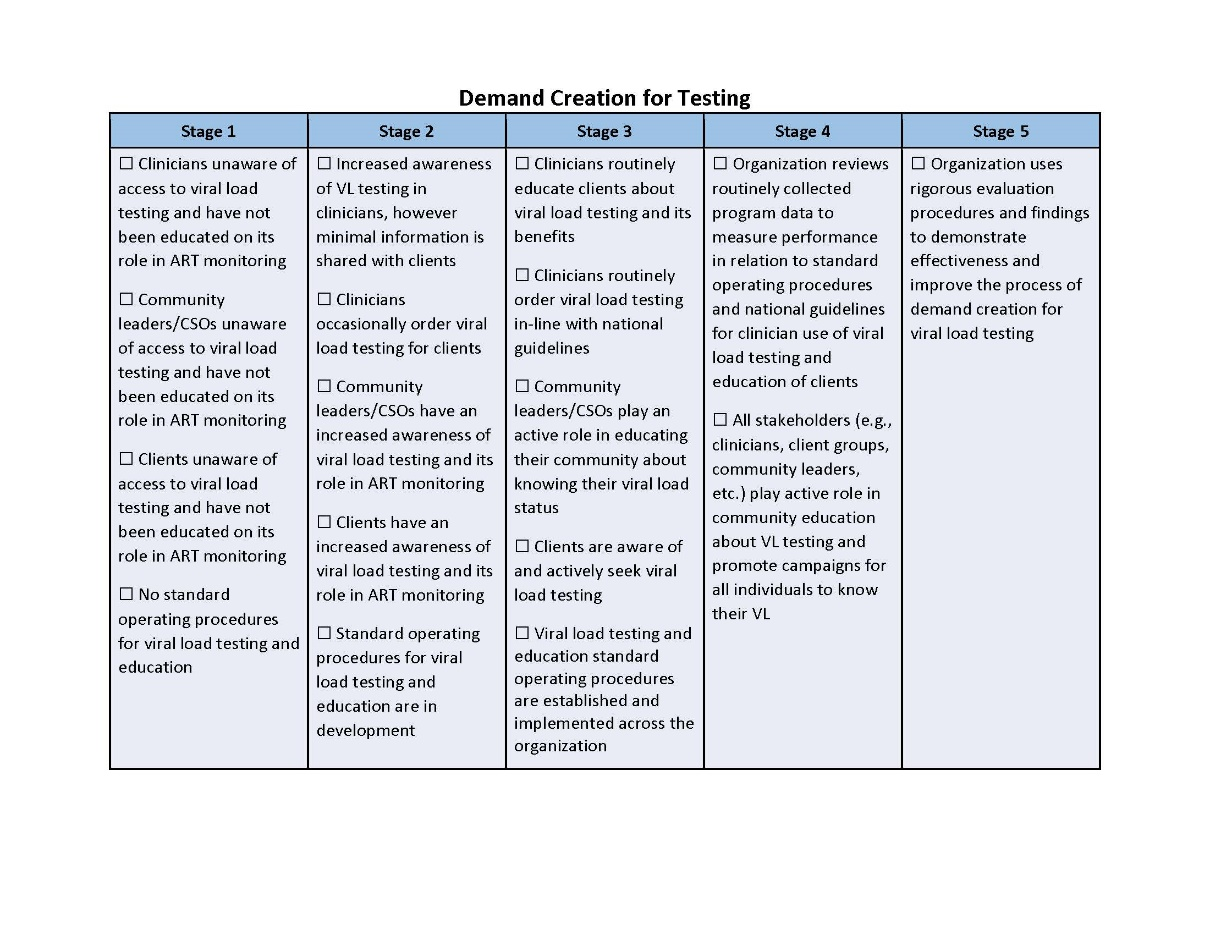 Demand Creation for Testing
Stage 1
Stage 2
Stage 3
Stage 4
Stage 5
☐ Clinicians unaware of
access to viral load
testing and have not
been educated on its
role in ART monitoring
☐ Community
leaders/CSOs unaware
of access to viral load
testing and have not
been educated on its
role in ART monitoring
☐ Clients unaware of
access to viral load
testing and have not
been educated on its
role in ART monitoring
☐ No standard
operating procedures
for viral load testing and
education
☐ Increased awareness
of VL testing in
clinicians, however
minimal information is
shared with clients
☐ Clinicians
occasionally order viral
load testing for clients
☐ Community
leaders/CSOs have an
increased awareness of
viral load testing and its
role in ART monitoring
☐ Clients have an
increased awareness of
viral load testing and its
role in ART monitoring
☐ Standard operating
procedures for viral
load testing and
education are in
development
☐ Clinicians routinely
educate clients about
viral load testing and its
benefits
☐ Clinicians routinely
order viral load testing
in-line with national
guidelines
☐ Community
leaders/CSOs play an
active role in educating
their community about
knowing their viral load
status
☐ Clients are aware of
and actively seek viral
load testing
☐ Viral load testing and
education standard
operating procedures
are established and
implemented across the
organization
☐ Organization reviews
routinely collected
program data to
measure performance
in relation to standard
operating procedures
and national guidelines
for clinician use of viral
load testing and
education of clients
☐ All stakeholders (e.g.,
clinicians, client groups,
community leaders,
etc.) play active role in
community education
about VL testing and
promote campaigns for
all individuals to know
their VL
☐ Organization uses
rigorous evaluation
procedures and findings
to demonstrate
effectiveness and
improve the process of
demand creation for
viral load testing